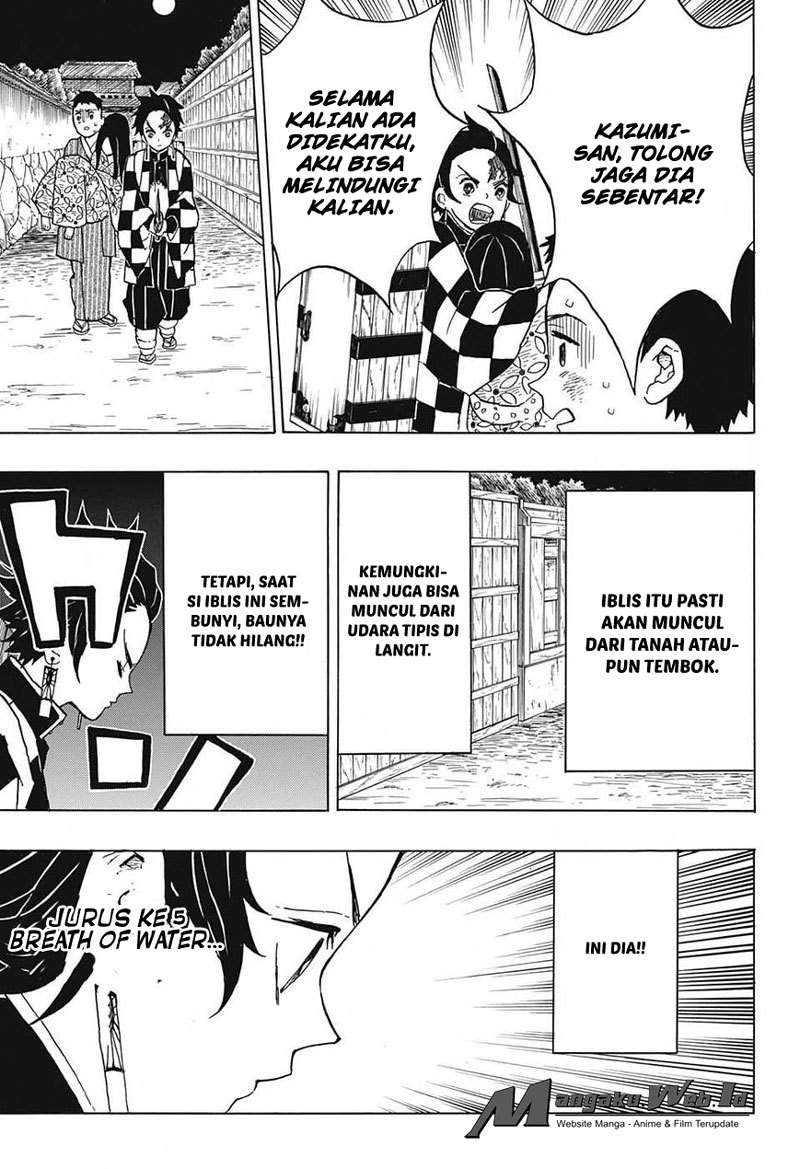 KAZUMI-
SAN, TOLONG
JAGA DIA
SEBENTAR!
SELAMA
KALIAN ADA
DIDEKATKU,
AKU BISA
MELINDUNGI
KALIAN.
IBLIS ITU PASTI
AKAN MUNCUL
DARI TANAH ATAU-
PUN TEMBOK.
KEMUNGKI-
NAN JUGA BISA
MUNCUL DARI
UDARA TIPIS DI
LANGIT.
TETAPI, SAAT
SI IBLIS INI SEM-
BUNYI, BAUNYA
TIDAK HILANG!!
INI DIA!!
JURUS KE 5
BREATH OF WATER...
Mangaku Web.Io
Website Manga - Anime & Film Terupdate